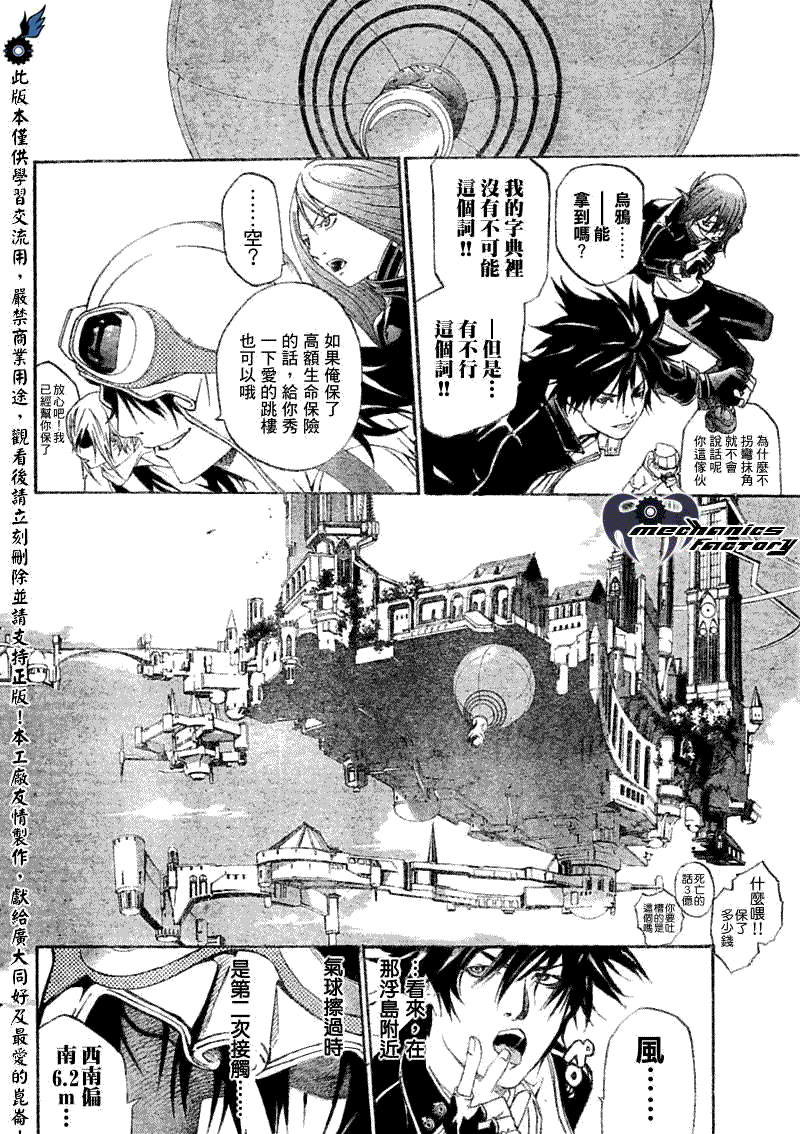 此版本僅供學習交流用，嚴禁商業用途，觀看後請立刻刪除並請支持正版！本工廠友情製作，獻給廣大同好及最愛的崑崙！
烏鴉……
──能
拿到嗎？
我的字典裡
沒有不可能
這個詞!!
─但是…
有不行
這個詞!!
為什麼不
拐彎抹角
就不會
說話呢
你這傢伙
……
空？
如果俺保了
高額生命保險
的話，給你秀
一下愛的跳樓
也可以哦
放心吧！我
已經幫你保了
mechanics
Factory
什麼喂!!
保了
多少錢
死亡的
話3億
你要吐
槽的是
這個嗎
風……
…看來，在
那浮島附近
氣球擦過時
是第二次接觸…
西南偏
南6.2
m…